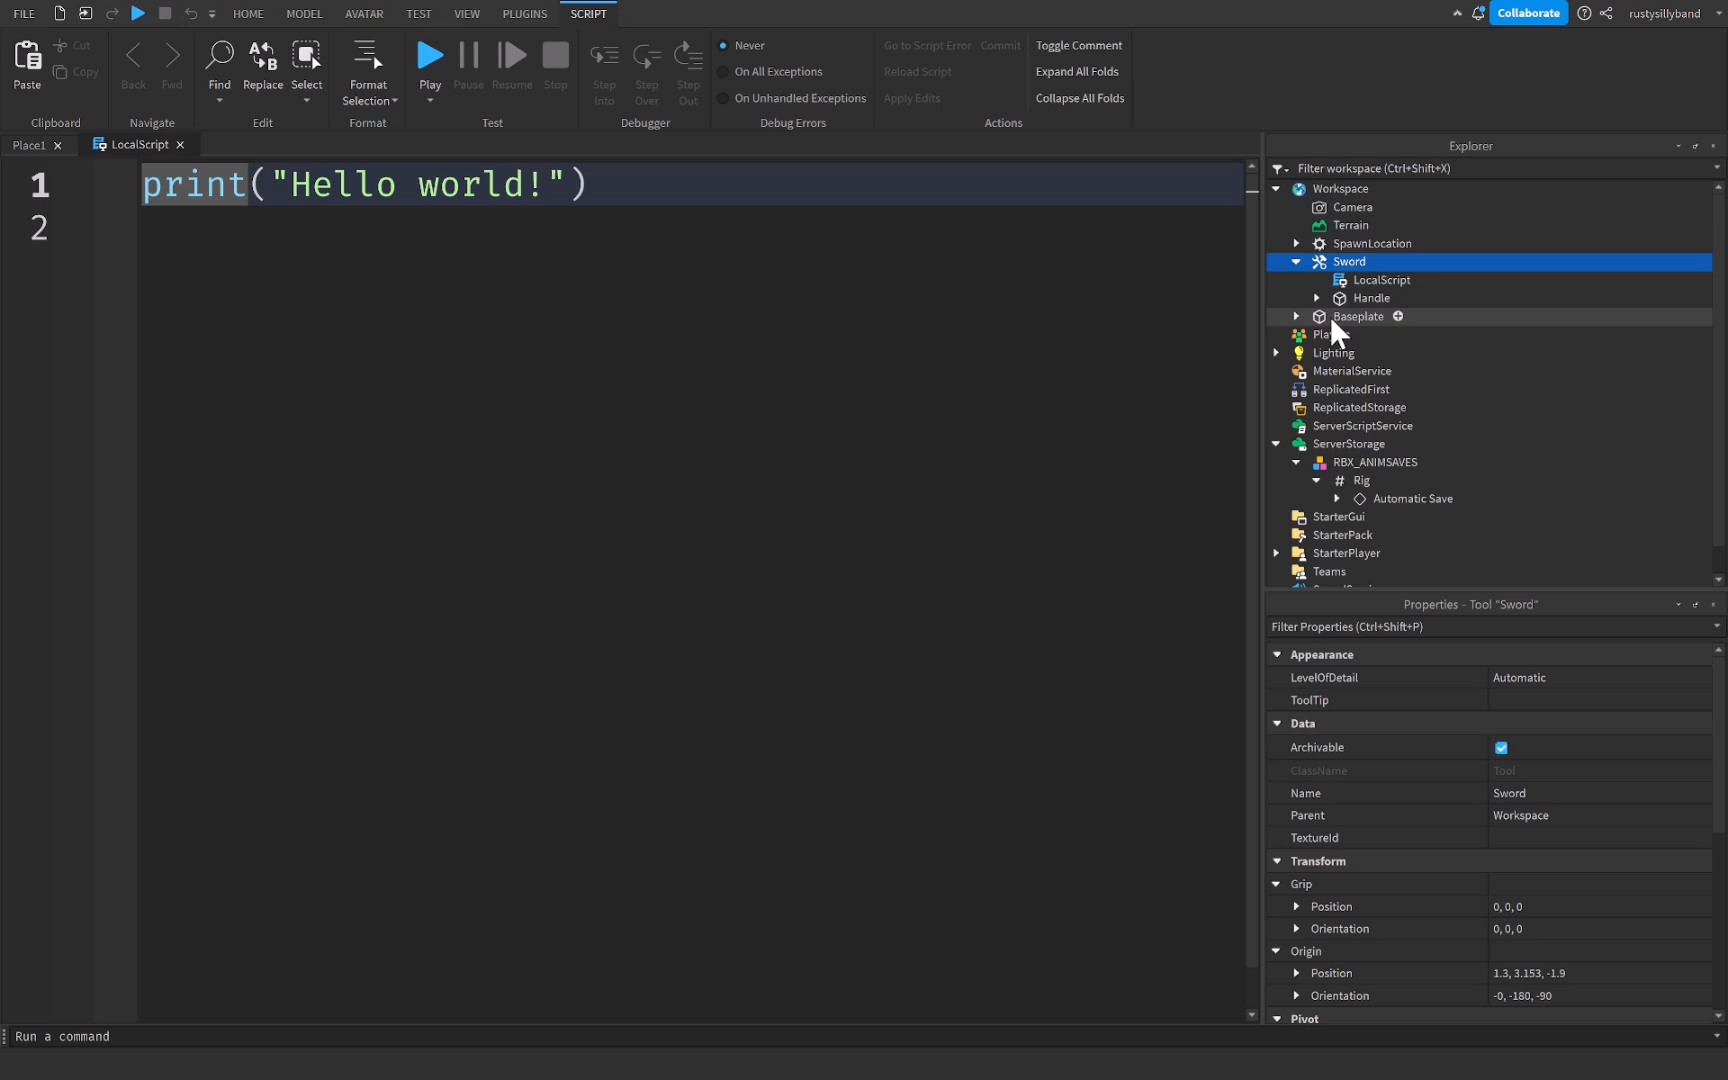 FILE HOME MODEL AVATAR TEST VIEW PLUGINS SCRIPT Collaborate rustysillyband
Paste Cut Copy
Clipboard
Back Fwd
Navigate
Find Replace Select
Edit
Format Selection
Format
Play Pause Resume Stop
Test
Step Into Step Over Step Out
Debugger
Never
On All Exceptions
On Unhandled Exceptions
Debug Errors
Go to Script Error Commit Toggle Comment
Reload Script Expand All Folds
Apply Edits Collapse All Folds
Actions
Place1 LocalScript
1 print("Hello world!")
2
Explorer
Filter workspace (Ctrl+Shift+X)
Workspace
Camera
Terrain
SpawnLocation
Sword
LocalScript
Handle
Baseplate
Lighting
MaterialService
ReplicatedFirst
ReplicatedStorage
ServerScriptService
ServerStorage
RBX_ANIMSAVES
Rig
Automatic Save
StarterGui
StarterPack
StarterPlayer
Teams
Properties - Tool "Sword"
Filter Properties (Ctrl+Shift+P)
Appearance
LevelOfDetail Automatic
ToolTip
Data
Archivable
ClassName Tool
Name Sword
Parent Workspace
TextureId
Transform
Grip
Position 0, 0, 0
Orientation 0, 0, 0
Origin
Position 1.3, 3.153, -1.9
Orientation -0, -180, -90
Pivot
Run a command